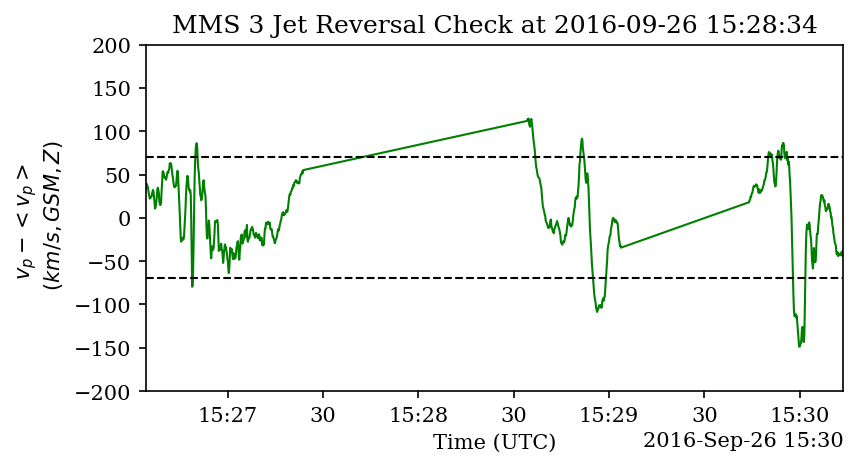 MMS 3 Jet Reversal Check at 2016-09-26 15:28:34
200
150
100
50
0
−50
−100
−150
−200
v_p − < v_p >
(km/s, GSM, Z)
15:27 30 15:28 30 15:29 30 15:30
Time (UTC)
2016-Sep-26 15:30